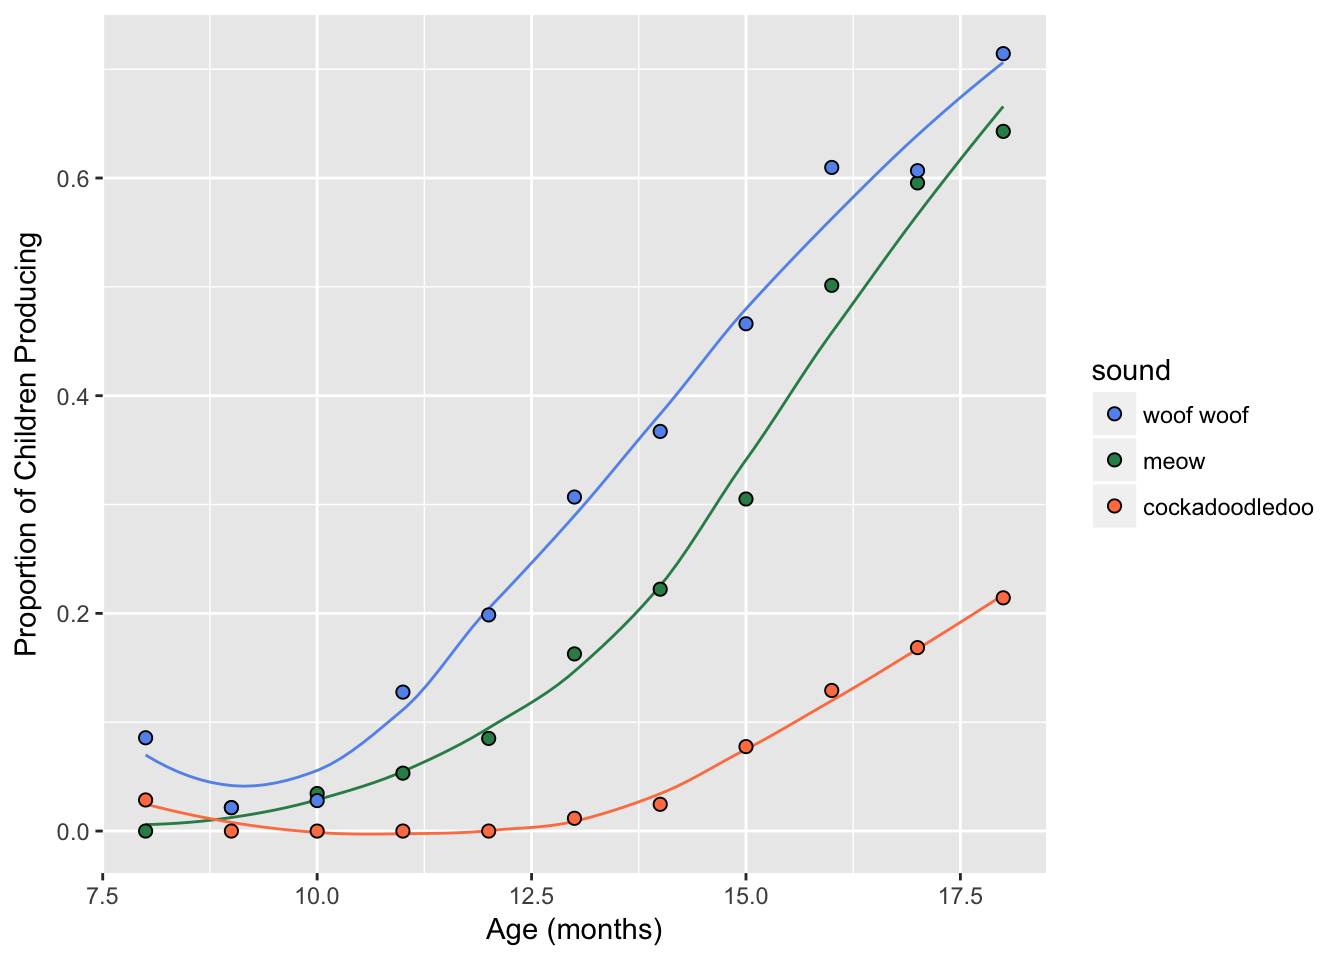 Proportion of Children Producing
0.6
0.4
0.2
0.0
7.5 10.0 12.5 15.0 17.5
Age (months)
sound
woof woof
meow
cockadoodledoo